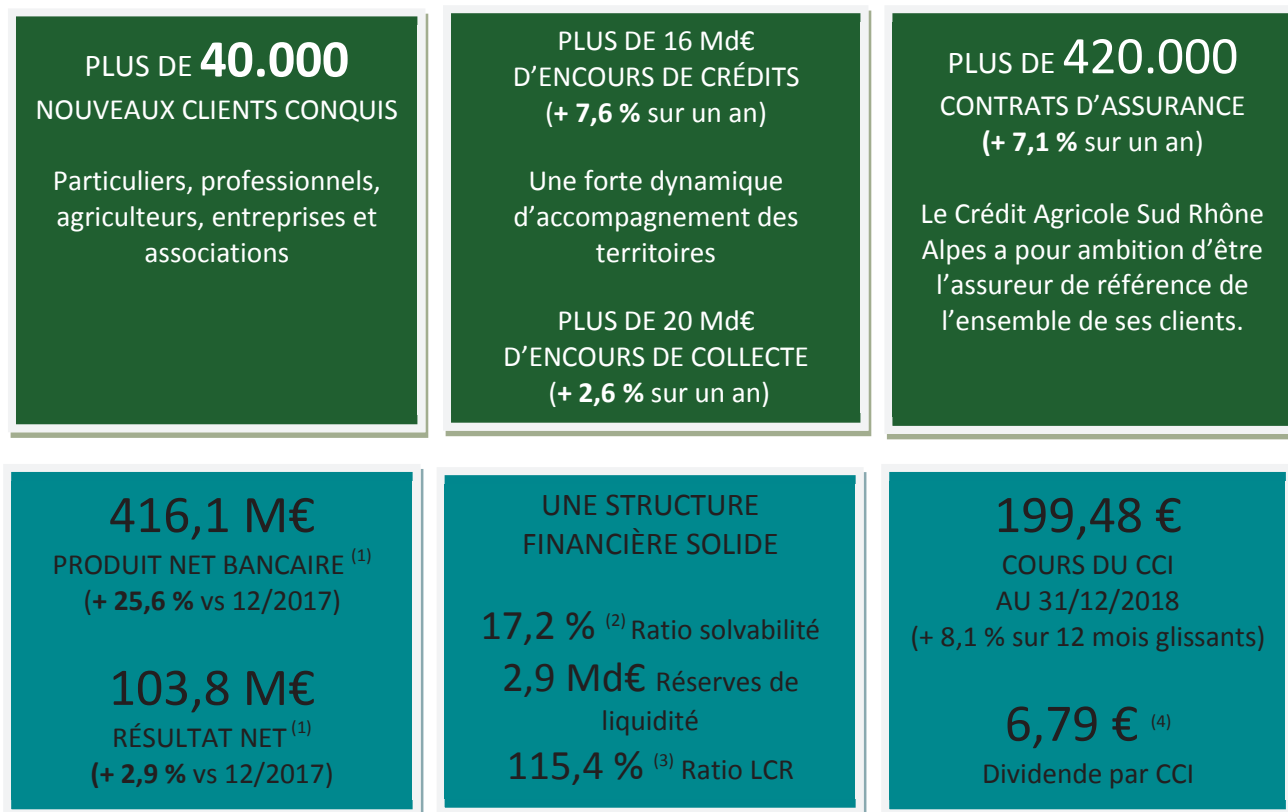 PLUS DE 40.000
NOUVEAUX CLIENTS CONQUIS
Particuliers, professionnels,
agriculteurs, entreprises et
associations
PLUS DE 16 Md€
D’ENCOURS DE CRÉDITS
(+ 7,6 % sur un an)
Une forte dynamique
d’accompagnement des
territoires
PLUS DE 20 Md€
D’ENCOURS DE COLLECTE
(+ 2,6 % sur un an)
PLUS DE 420.000
CONTRATS D’ASSURANCE
(+ 7,1 % sur un an)
Le Crédit Agricole Sud Rhône
Alpes a pour ambition d’être
l’assureur de référence de
l’ensemble de ses clients.
416,1 M€
PRODUIT NET BANCAIRE (1)
(+ 25,6 % vs 12/2017)
103,8 M€
RÉSULTAT NET (1)
(+ 2,9 % vs 12/2017)
UNE STRUCTURE
FINANCIÈRE SOLIDE
17,2 % (2) Ratio solvabilité
2,9 Md€ Réserves de
liquidité
115,4 % (3) Ratio LCR
199,48 €
COURS DU CCI
AU 31/12/2018
(+ 8,1 % sur 12 mois glissants)
6,79 € (4)
Dividende par CCI